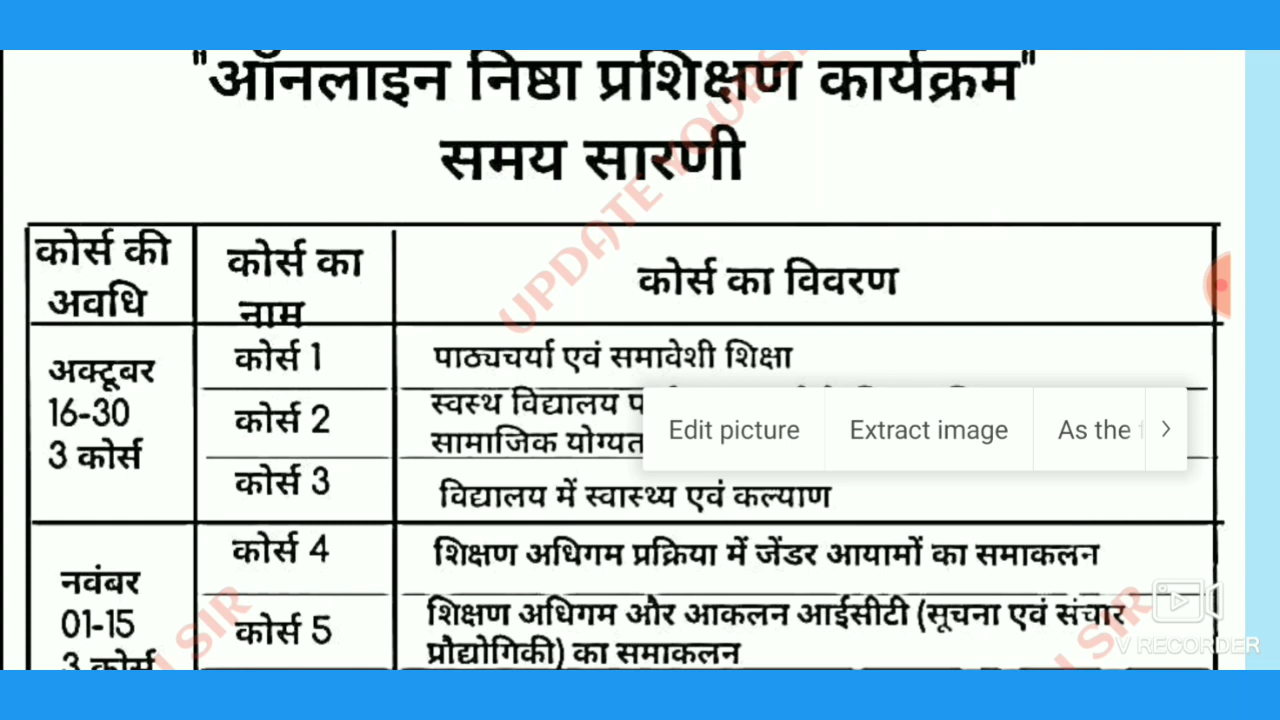 "ऑनलाइन निष्ठा प्रशिक्षण कार्यक्रम"
समय सारणी
कोर्स की
अवधि
कोर्स का
नाम
कोर्स का विवरण
अक्टूबर
16-30
3 कोर्स
कोर्स 1
पाठ्यचर्या एवं समावेशी शिक्षा
कोर्स 2
स्वस्थ विद्यालय
सामाजिक
कोर्स 3
विद्यालय में स्वास्थ्य एवं कल्याण
नवंबर
01-15
3 कोर्स
कोर्स 4
शिक्षण अधिगम प्रक्रिया में जेंडर आयामों का समाकलन
कोर्स 5
शिक्षण अधिगम और आकलन आईसीटी (सूचना एवं संचार
प्रौद्योगिकी) का समाकलन
Edit picture
Extract image
As the
UPDATE
SIR
SIR
V RECORDER